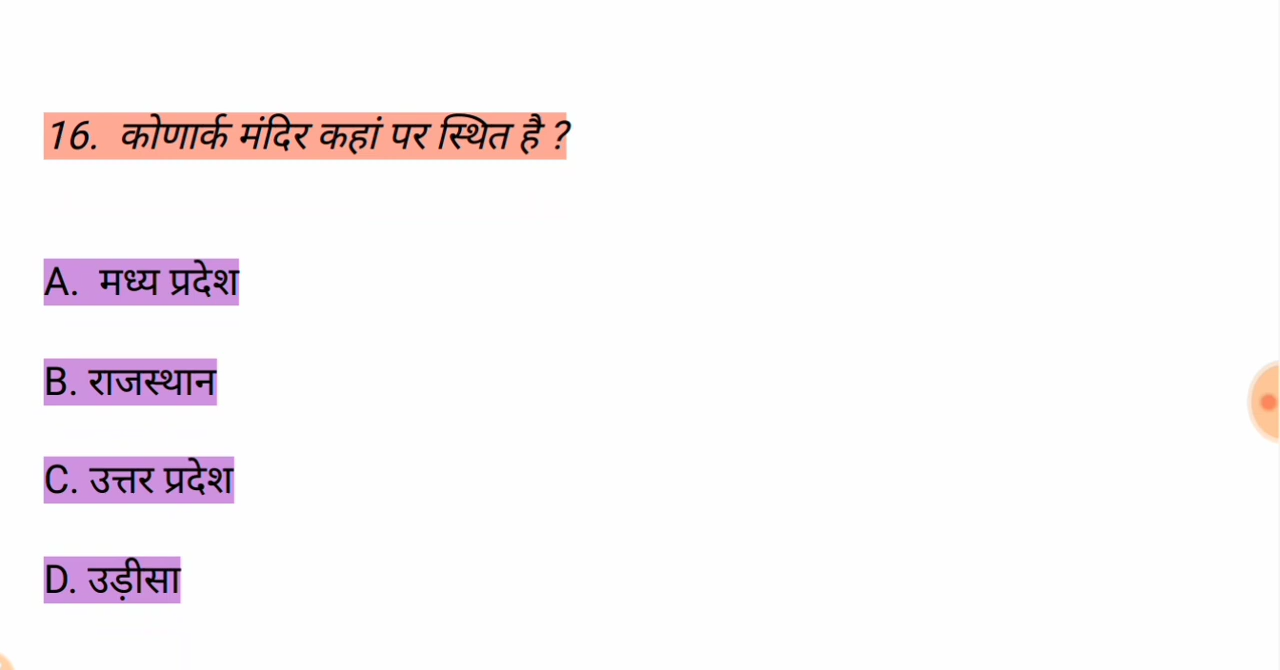 16. कोणार्क मंदिर कहां पर स्थित है ?
A. मध्य प्रदेश
B. राजस्थान
C. उत्तर प्रदेश
D. उड़ीसा